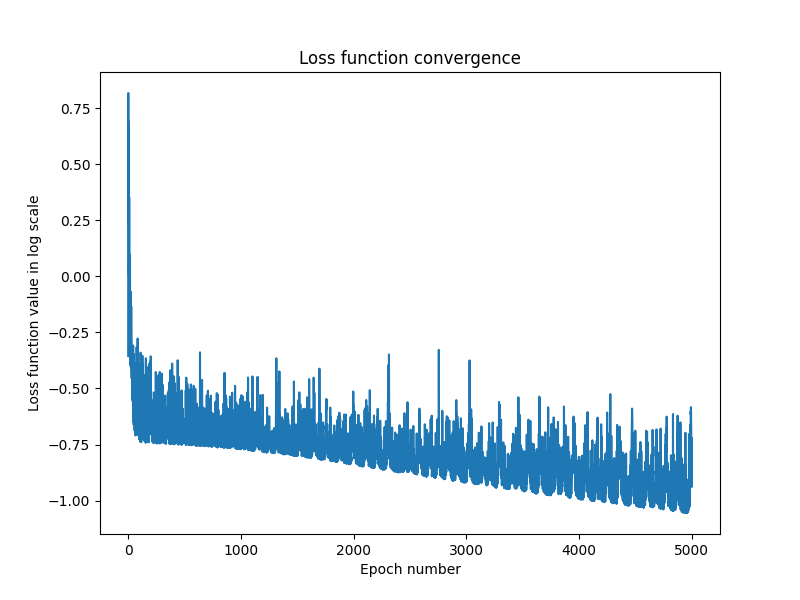 Loss function convergence
Loss function value in log scale
0.75
0.50
0.25
0.00
−0.25
−0.50
−0.75
−1.00
0 1000 2000 3000 4000 5000
Epoch number